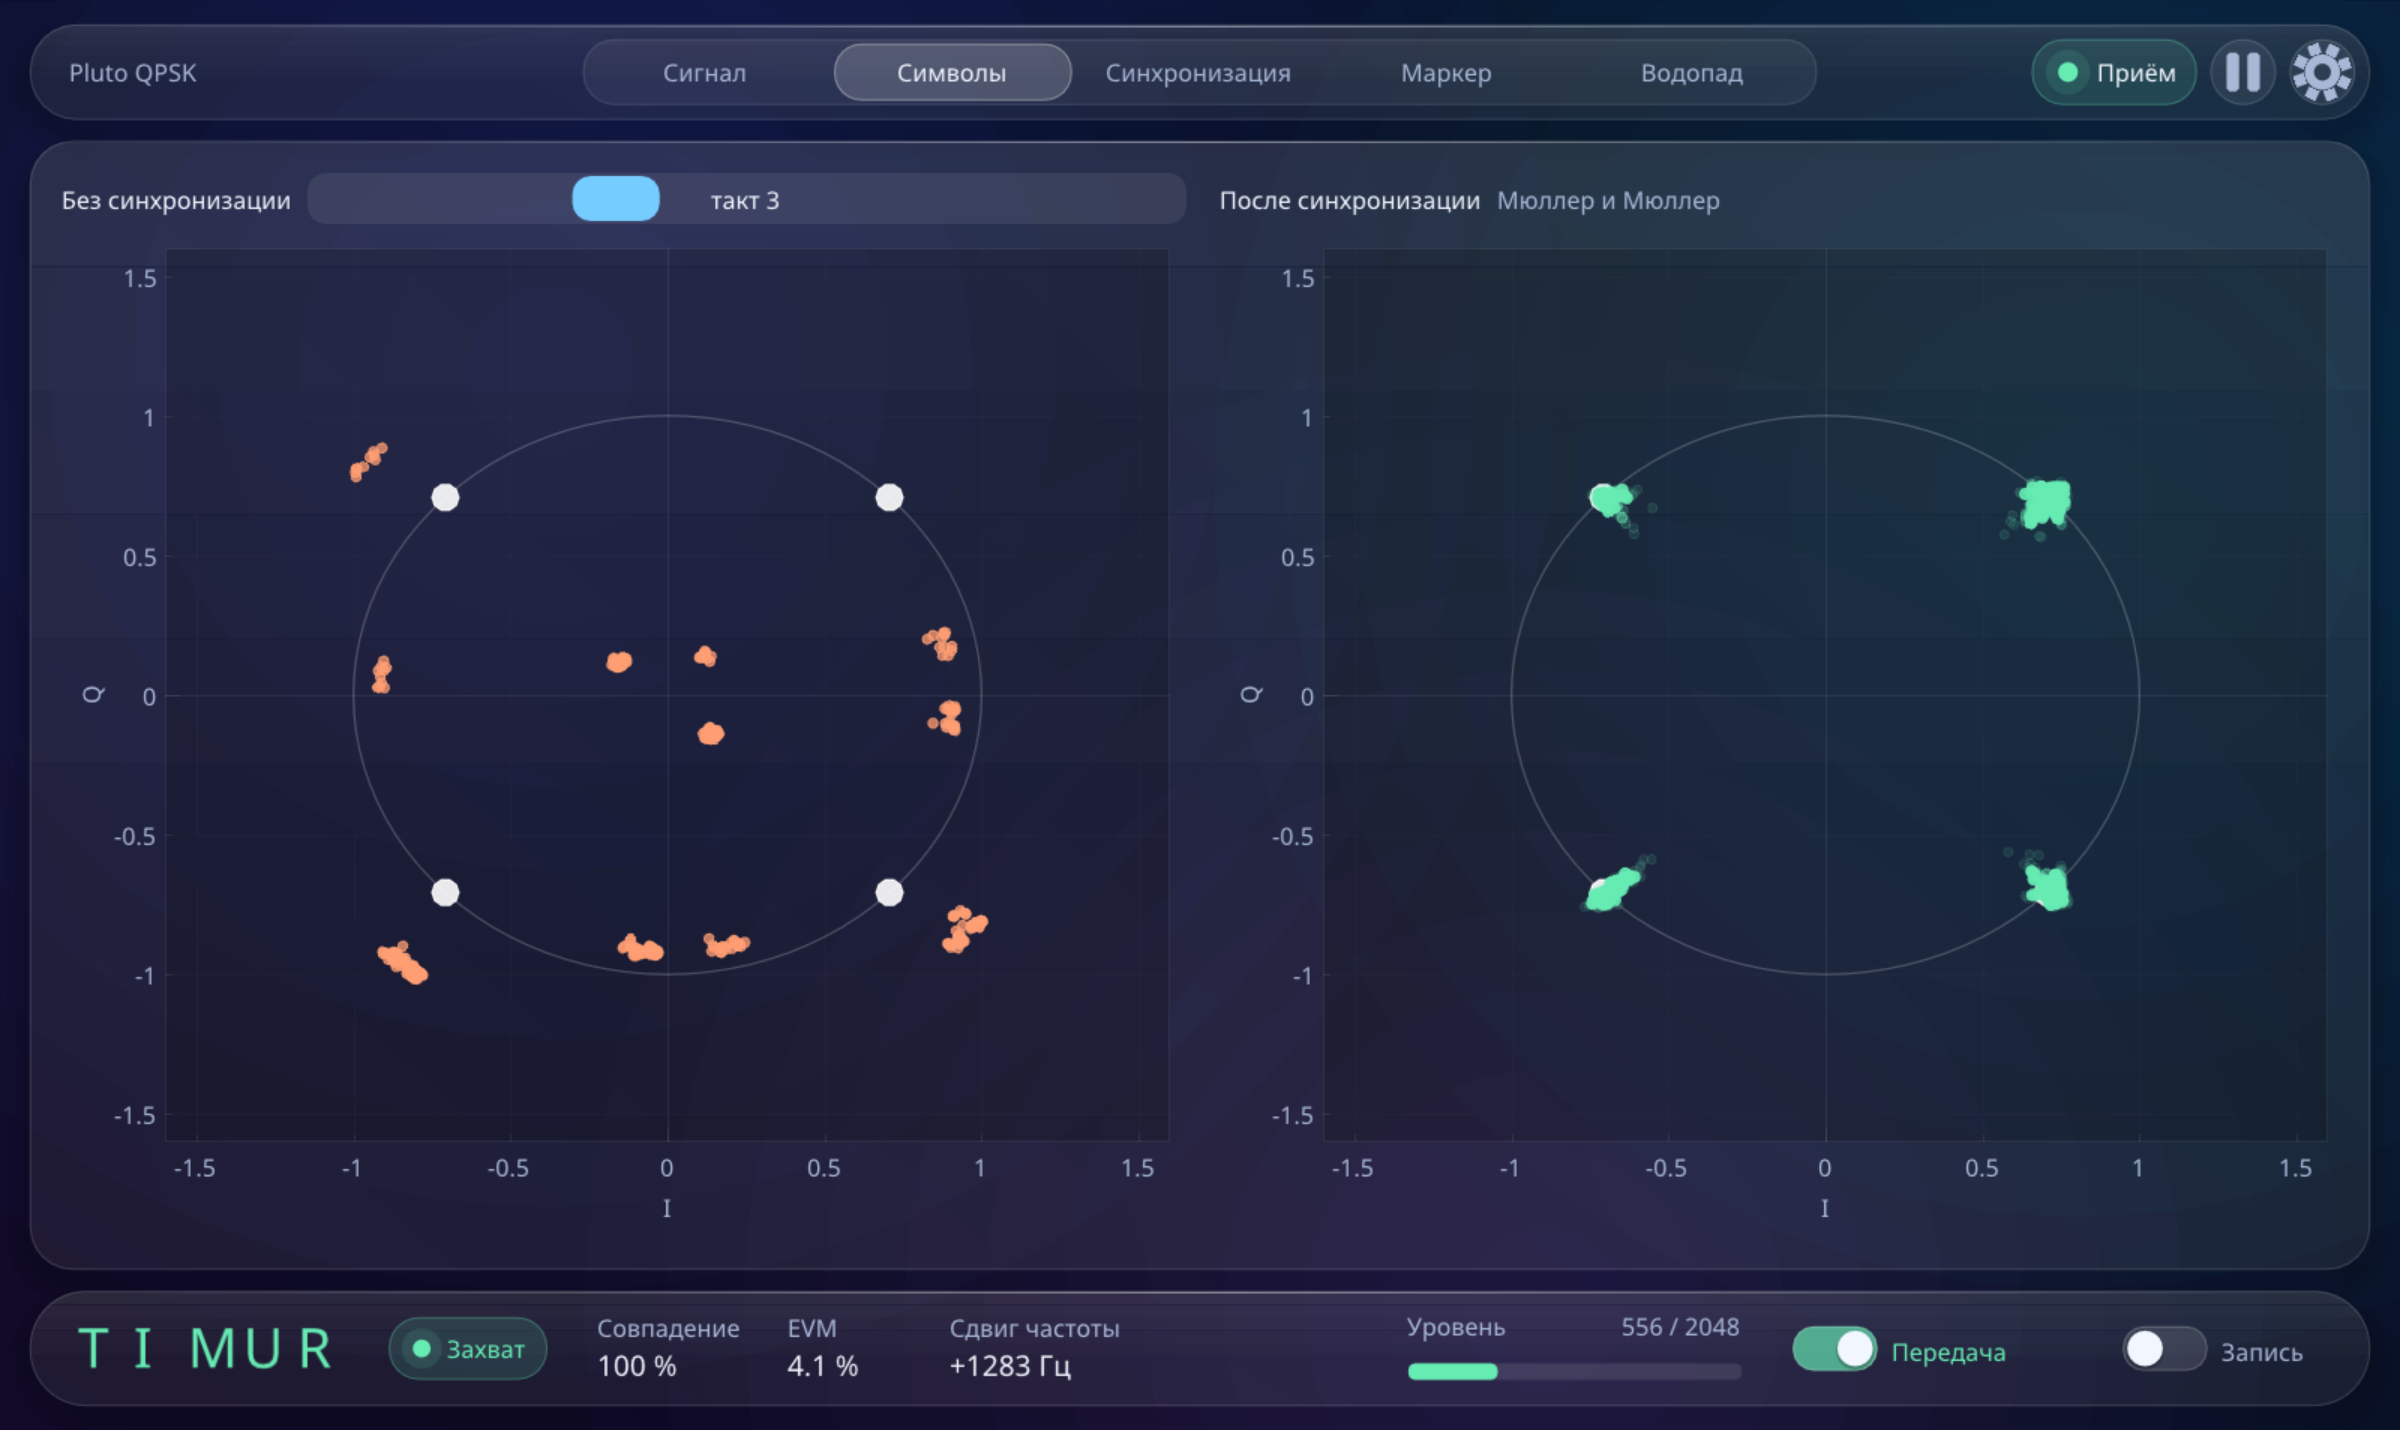 Pluto QPSK
Сигнал
Символы
Синхронизация
Маркер
Водопад
Приём
Без синхронизации
такт 3
1.5
1
0.5
0
-0.5
-1
-1.5
Q
-1.5 -1 -0.5 0 0.5 1 1.5
I
После синхронизации Мюллер и Мюллер
1.5
1
0.5
0
-0.5
-1
-1.5
Q
-1.5 -1 -0.5 0 0.5 1 1.5
I
T I MUR
Захват
Совпадение
100 %
EVM
4.1 %
Сдвиг частоты
+1283 Гц
Уровень 556 / 2048
Передача
Запись